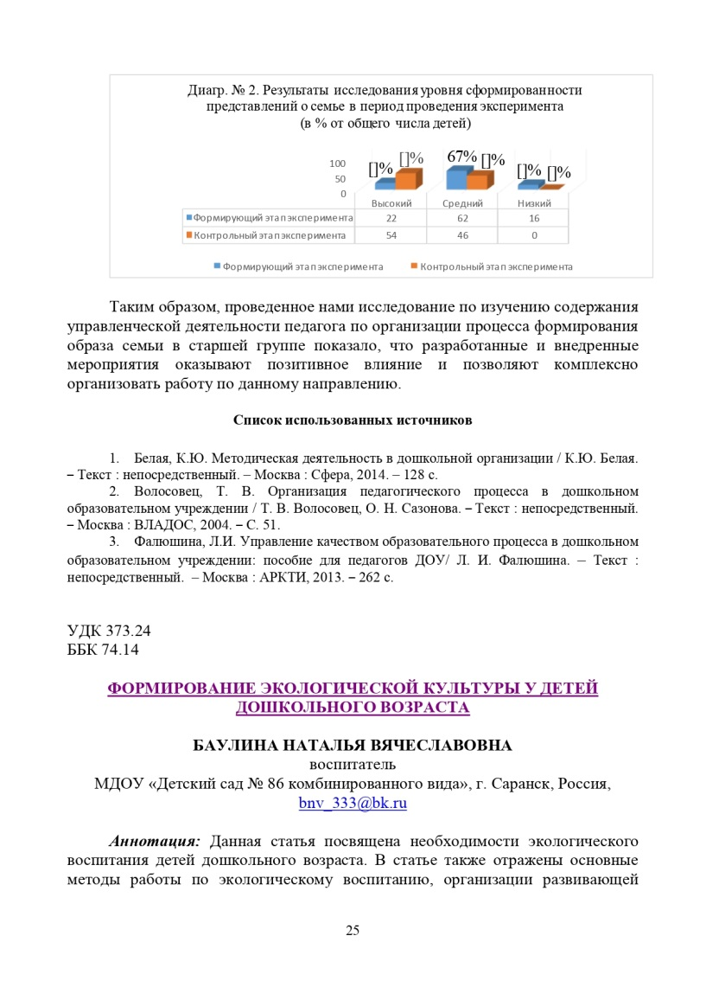 Диагр. № 2. Результаты исследования уровня сформированности
представлений о семье в период проведения эксперимента
(в % от общего числа детей)
[]% []% 67% []% []% []%
100
50
0
Высокий Средний Низкий
Формирующий этап эксперимента 22 62 16
Контрольный этап эксперимента 54 46 0
Формирующий этап эксперимента Контрольный этап эксперимента
Таким образом, проведенное нами исследование по изучению содержания
управленческой деятельности педагога по организации процесса формирования
образа семьи в старшей группе показало, что разработанные и внедренные
мероприятия оказывают позитивное влияние и позволяют комплексно
организовать работу по данному направлению.
Список использованных источников
1. Белая, К.Ю. Методическая деятельность в дошкольной организации / К.Ю. Белая.
– Текст : непосредственный. – Москва : Сфера, 2014. – 128 с.
2. Волосовец, Т. В. Организация педагогического процесса в дошкольном
образовательном учреждении / Т. В. Волосовец, О. Н. Сазонова. – Текст : непосредственный.
– Москва : ВЛАДОС, 2004. – С. 51.
3. Фалюшина, Л.И. Управление качеством образовательного процесса в дошкольном
образовательном учреждении: пособие для педагогов ДОУ/ Л. И. Фалюшина. – Текст :
непосредственный. – Москва : АРКТИ, 2013. – 262 с.
УДК 373.24
ББК 74.14
ФОРМИРОВАНИЕ ЭКОЛОГИЧЕСКОЙ КУЛЬТУРЫ У ДЕТЕЙ
ДОШКОЛЬНОГО ВОЗРАСТА
БАУЛИНА НАТАЛЬЯ ВЯЧЕСЛАВОВНА
воспитатель
МДОУ «Детский сад № 86 комбинированного вида», г. Саранск, Россия,
bnv_333@bk.ru
Аннотация: Данная статья посвящена необходимости экологического
воспитания детей дошкольного возраста. В статье также отражены основные
методы работы по экологическому воспитанию, организации развивающей
25